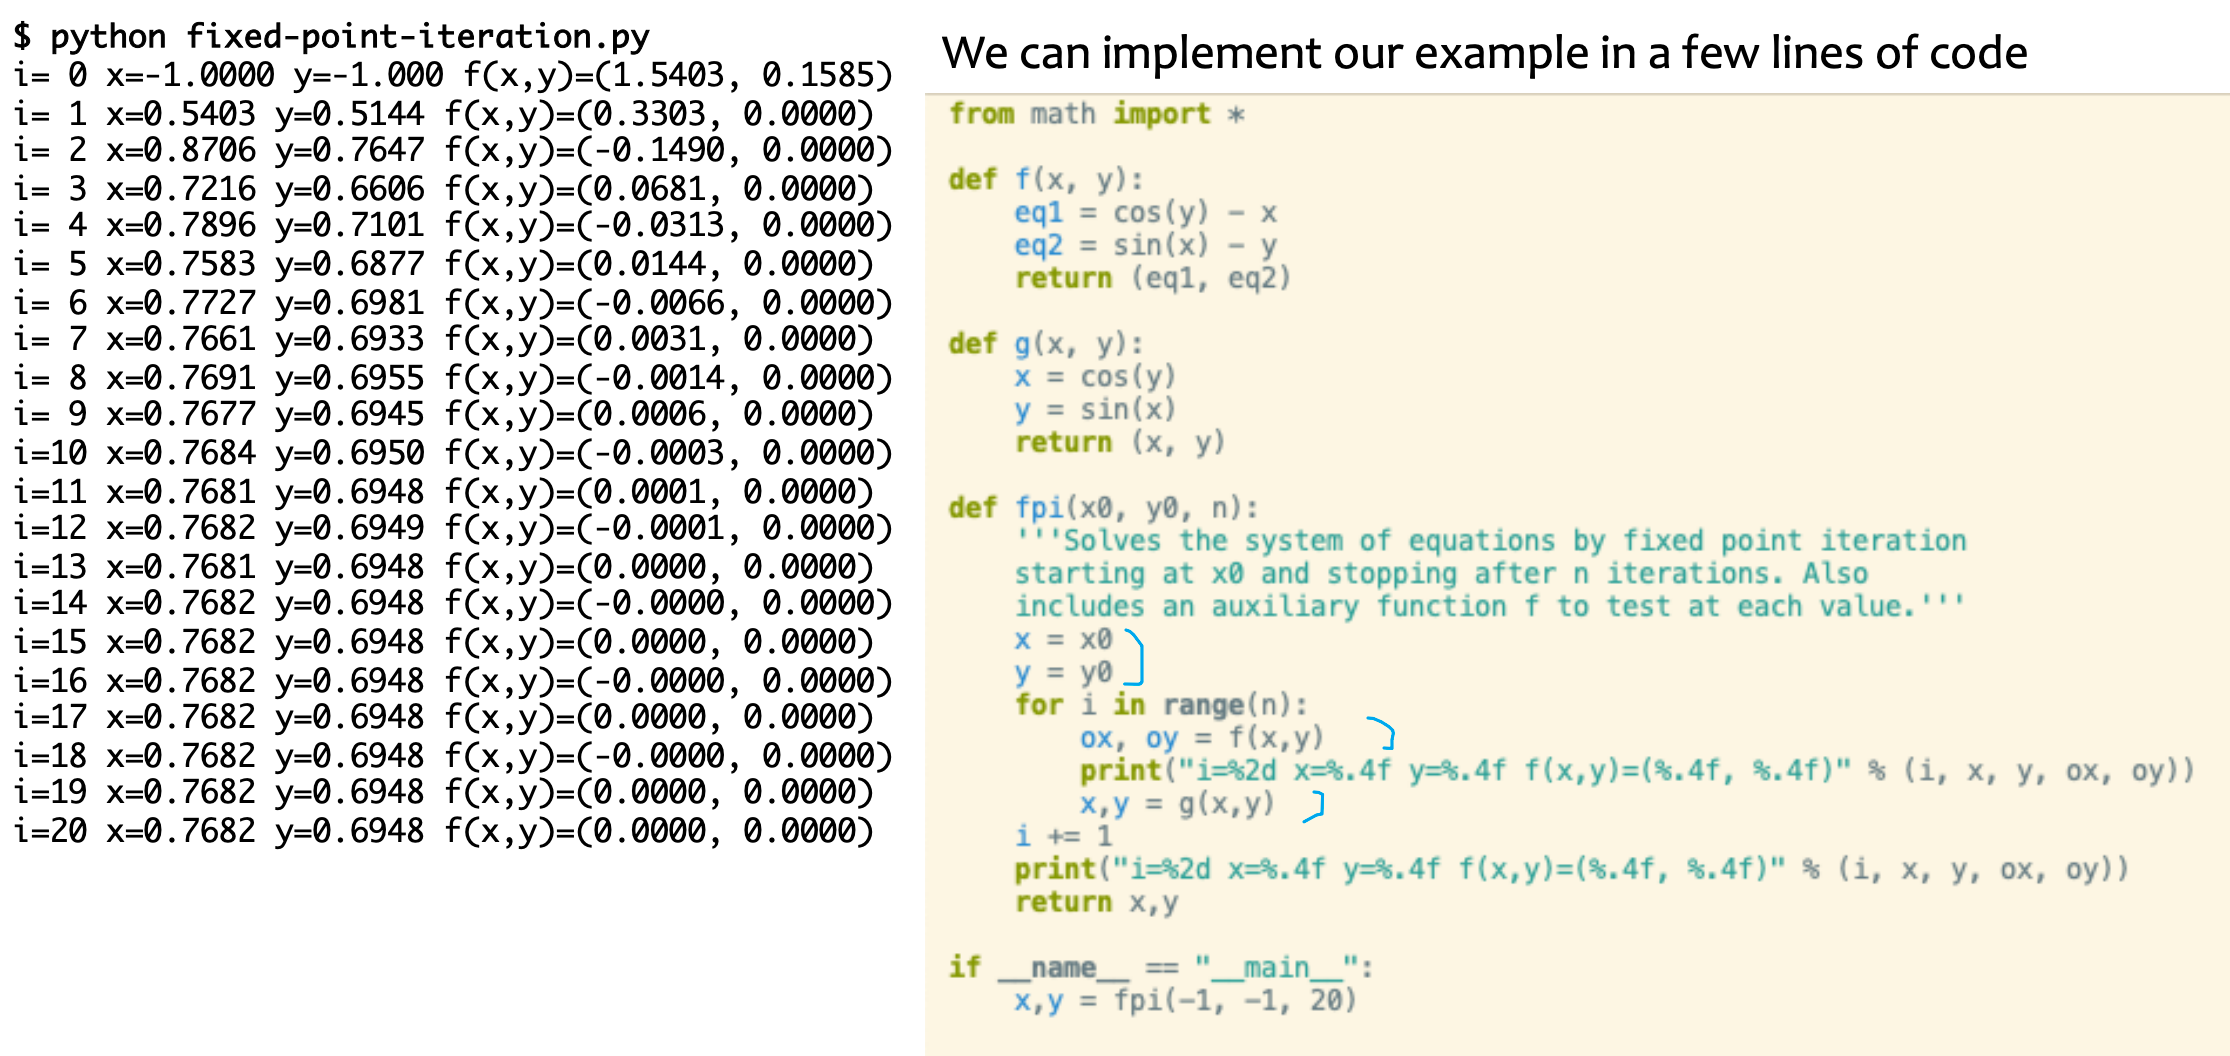 $ python fixed-point-iteration.py
i= 0 x=-1.0000 y=-1.000 f(x,y)=(1.5403, 0.1585)
i= 1 x=0.5403 y=0.5144 f(x,y)=(0.3303, 0.0000)
i= 2 x=0.8706 y=0.7647 f(x,y)=(-0.1490, 0.0000)
i= 3 x=0.7216 y=0.6606 f(x,y)=(0.0681, 0.0000)
i= 4 x=0.7896 y=0.7101 f(x,y)=(-0.0313, 0.0000)
i= 5 x=0.7583 y=0.6877 f(x,y)=(0.0144, 0.0000)
i= 6 x=0.7727 y=0.6981 f(x,y)=(-0.0066, 0.0000)
i= 7 x=0.7661 y=0.6933 f(x,y)=(0.0031, 0.0000)
i= 8 x=0.7691 y=0.6955 f(x,y)=(-0.0014, 0.0000)
i= 9 x=0.7677 y=0.6945 f(x,y)=(0.0006, 0.0000)
i=10 x=0.7684 y=0.6950 f(x,y)=(-0.0003, 0.0000)
i=11 x=0.7681 y=0.6948 f(x,y)=(0.0001, 0.0000)
i=12 x=0.7682 y=0.6949 f(x,y)=(-0.0001, 0.0000)
i=13 x=0.7681 y=0.6948 f(x,y)=(0.0000, 0.0000)
i=14 x=0.7682 y=0.6948 f(x,y)=(-0.0000, 0.0000)
i=15 x=0.7682 y=0.6948 f(x,y)=(0.0000, 0.0000)
i=16 x=0.7682 y=0.6948 f(x,y)=(-0.0000, 0.0000)
i=17 x=0.7682 y=0.6948 f(x,y)=(0.0000, 0.0000)
i=18 x=0.7682 y=0.6948 f(x,y)=(-0.0000, 0.0000)
i=19 x=0.7682 y=0.6948 f(x,y)=(0.0000, 0.0000)
i=20 x=0.7682 y=0.6948 f(x,y)=(0.0000, 0.0000)
We can implement our example in a few lines of code
from math import *
def f(x, y):
    eq1 = cos(y) - x
    eq2 = sin(x) - y
    return (eq1, eq2)
def g(x, y):
    x = cos(y)
    y = sin(x)
    return (x, y)
def fpi(x0, y0, n):
    '''Solves the system of equations by fixed point iteration
    starting at x0 and stopping after n iterations. Also
    includes an auxiliary function f to test at each value.'''
    x = x0
    y = y0
    for i in range(n):
        ox, oy = f(x,y)
        print("i=%2d x=%.4f y=%.4f f(x,y)=(%.4f, %.4f)" % (i, x, y, ox, oy))
        x,y = g(x,y)
    i += 1
    print("i=%2d x=%.4f y=%.4f f(x,y)=(%.4f, %.4f)" % (i, x, y, ox, oy))
    return x,y
if __name__ == "__main__":
    x,y = fpi(-1, -1, 20)